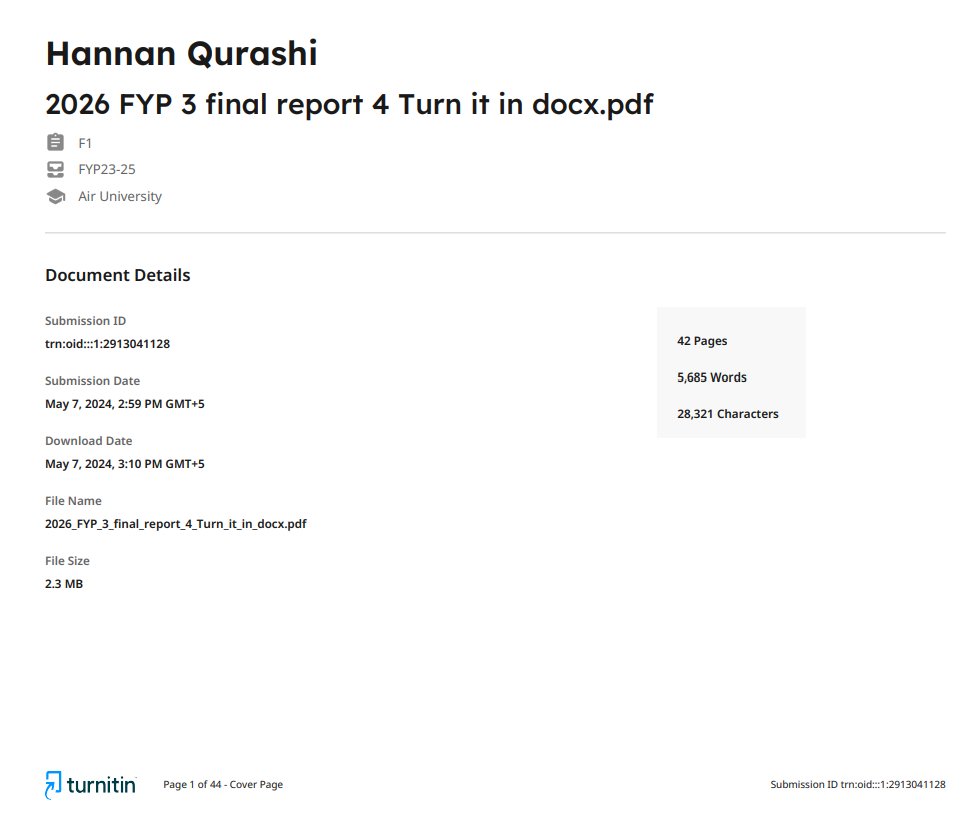 Hannan Qurashi
2026 FYP 3 final report 4 Turn it in docx.pdf
F1
FYP23-25
Air University
Document Details
Submission ID
trn:oid:::1:2913041128
Submission Date
May 7, 2024, 2:59 PM GMT+5
Download Date
May 7, 2024, 3:10 PM GMT+5
File Name
2026_FYP_3_final_report_4_Turn_it_in_docx.pdf
File Size
2.3 MB
42 Pages
5,685 Words
28,321 Characters
turnitin Page 1 of 44 - Cover Page Submission ID trn:oid:::1:2913041128